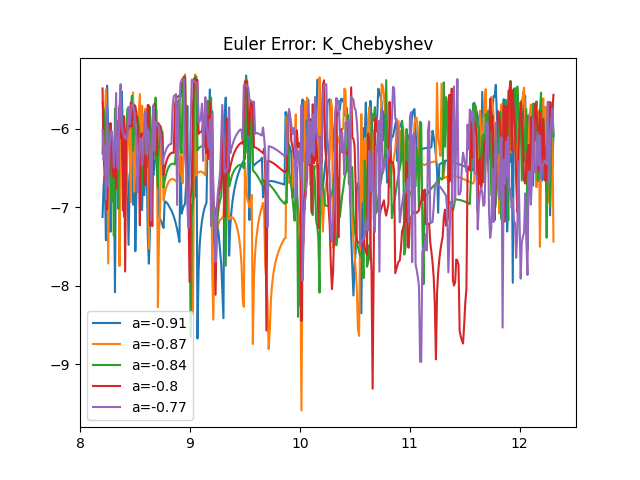 Euler Error: K_Chebyshev
−6
−7
−8
−9
a=-0.91
a=-0.87
a=-0.84
a=-0.8
a=-0.77
8
9
10
11
12